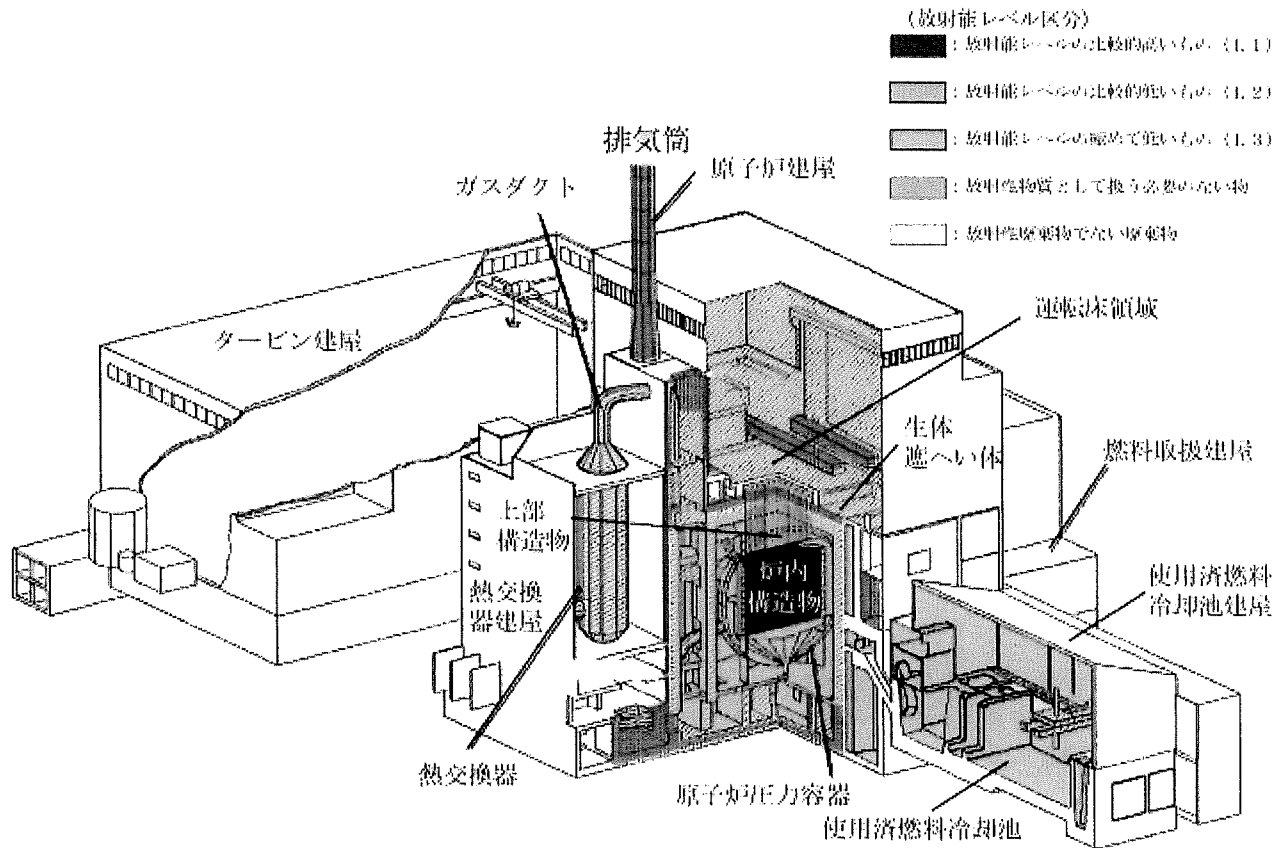 (放射能レベル区分)
：放射能レベルの比較的高いもの (L1)
：放射能レベルの比較的低いもの (L2)
：放射能レベルの極めて低いもの (L3)
：放射性物質として扱う必要のない物
：放射性廃棄物でない廃棄物
排気筒
原子炉建屋
ガスダクト
運転床領域
タービン建屋
生体
遮へい体
燃料取扱建屋
上部
構造物
炉内
構造物
使用済燃料
冷却池建屋
熱交換
器建屋
熱交換器
原子炉圧力容器
使用済燃料冷却池